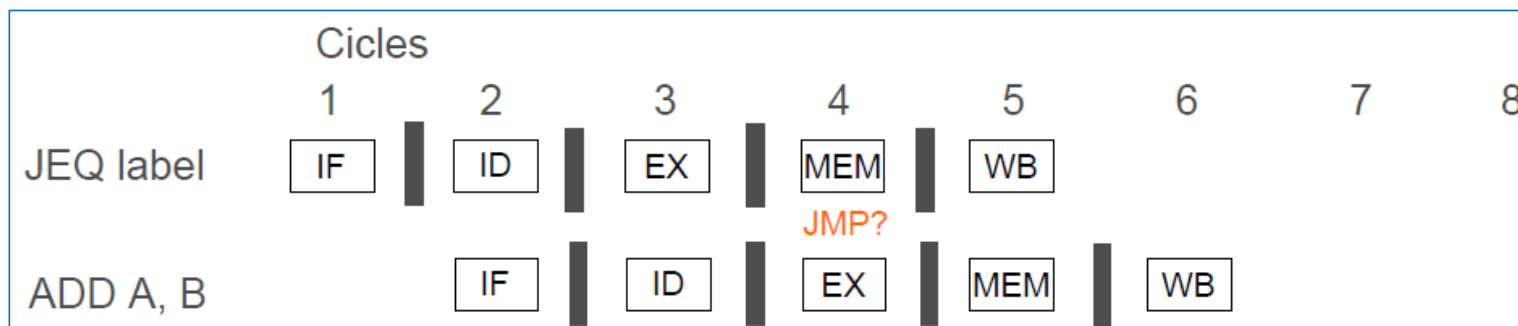 Cicles
1 2 3 4 5 6 7 8
JEQ label IF ID EX MEM WB
JMP?
ADD A, B IF ID EX MEM WB